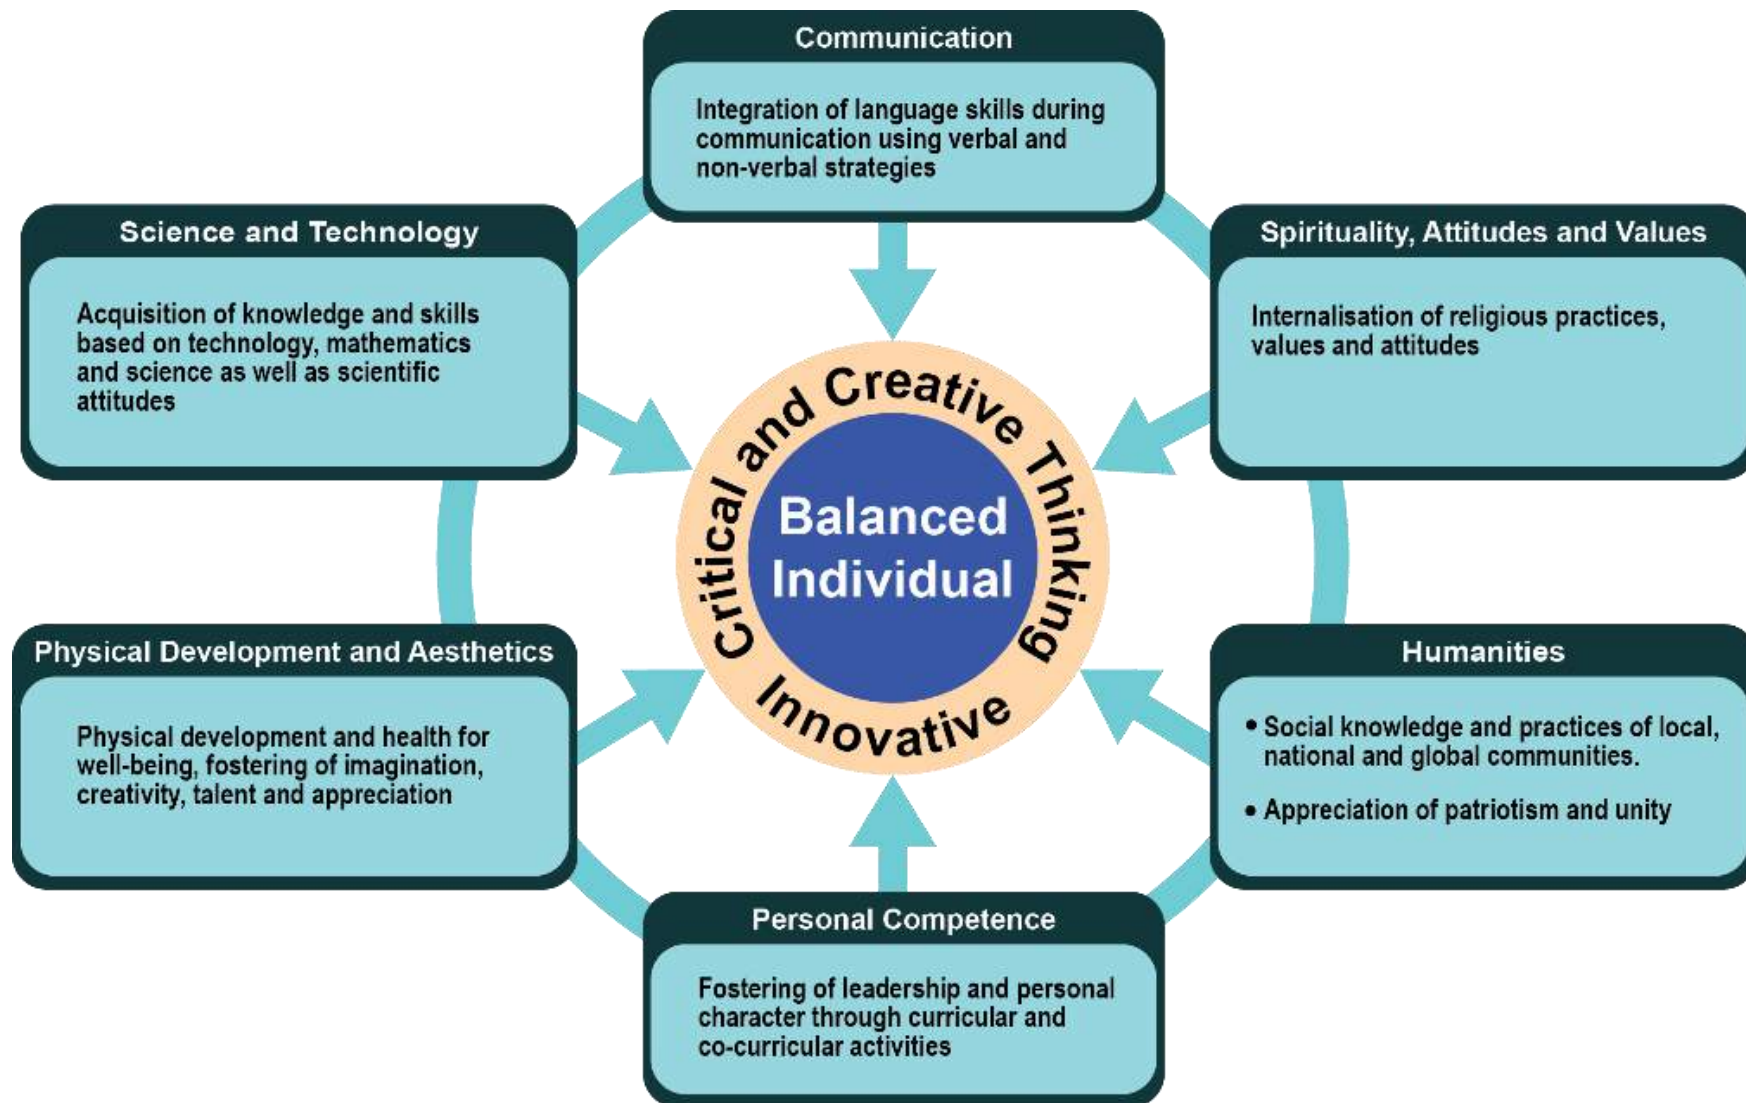 Communication
Integration of language skills during
communication using verbal and
non-verbal strategies
Science and Technology
Acquisition of knowledge and skills
based on technology, mathematics
and science as well as scientific
attitudes
Spirituality, Attitudes and Values
Internalisation of religious practices,
values and attitudes
Critical and Creative Thinking
Balanced
Individual
Innovative
Physical Development and Aesthetics
Physical development and health for
well-being, fostering of imagination,
creativity, talent and appreciation
Humanities
• Social knowledge and practices of local,
national and global communities.
• Appreciation of patriotism and unity
Personal Competence
Fostering of leadership and personal
character through curricular and
co-curricular activities